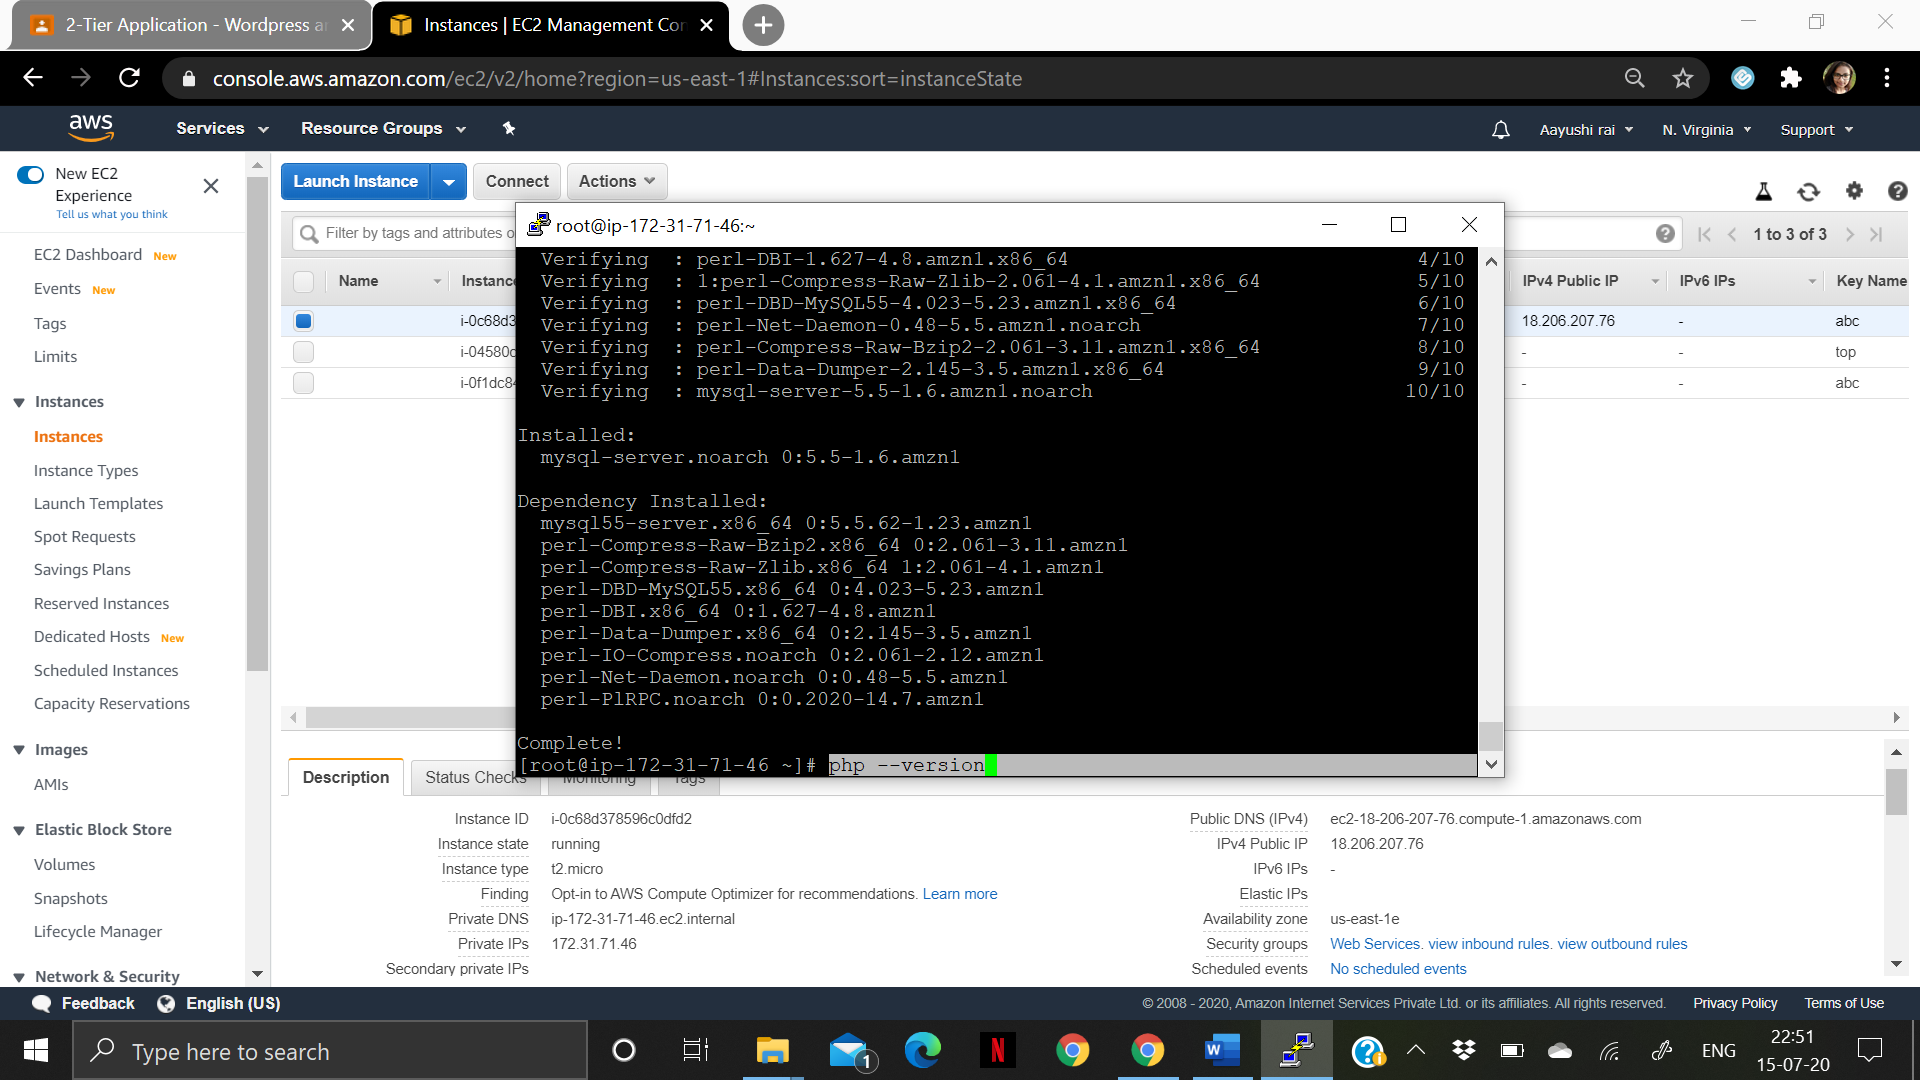 2-Tier Application - Wordpress a
Instances | EC2 Management Cor
console.aws.amazon.com/ec2/v2/home?region=us-east-1#Instances:sort=instanceState
aws
Services
Resource Groups
Aayushi rai
N. Virginia
Support
New EC2
Experience
Tell us what you think
EC2 Dashboard New
Events New
Tags
Limits
Instances
Instances
Instance Types
Launch Templates
Spot Requests
Savings Plans
Reserved Instances
Dedicated Hosts New
Scheduled Instances
Capacity Reservations
Images
AMIs
Elastic Block Store
Volumes
Snapshots
Lifecycle Manager
Network & Security
Launch Instance
Connect
Actions
Filter by tags and attributes o
1 to 3 of 3
Name
Instanc
IPv4 Public IP
IPv6 IPs
Key Name
i-0c68d3
18.206.207.76
-
abc
i-04580c
-
-
top
i-0f1dc84
-
-
abc
root@ip-172-31-71-46:~
Verifying : perl-DBI-1.627-4.8.amzn1.x86_64 4/10
Verifying : 1:perl-Compress-Raw-Zlib-2.061-4.1.amzn1.x86_64 5/10
Verifying : perl-DBD-MySQL55-4.023-5.23.amzn1.x86_64 6/10
Verifying : perl-Net-Daemon-0.48-5.5.amzn1.noarch 7/10
Verifying : perl-Compress-Raw-Bzip2-2.061-3.11.amzn1.x86_64 8/10
Verifying : perl-Data-Dumper-2.145-3.5.amzn1.x86_64 9/10
Verifying : mysql-server-5.5-1.6.amzn1.noarch 10/10
Installed:
mysql-server.noarch 0:5.5-1.6.amzn1
Dependency Installed:
mysql55-server.x86_64 0:5.5.62-1.23.amzn1
perl-Compress-Raw-Bzip2.x86_64 0:2.061-3.11.amzn1
perl-Compress-Raw-Zlib.x86_64 1:2.061-4.1.amzn1
perl-DBD-MySQL55.x86_64 0:4.023-5.23.amzn1
perl-DBI.x86_64 0:1.627-4.8.amzn1
perl-Data-Dumper.x86_64 0:2.145-3.5.amzn1
perl-IO-Compress.noarch 0:2.061-2.12.amzn1
perl-Net-Daemon.noarch 0:0.48-5.5.amzn1
perl-PlRPC.noarch 0:0.2020-14.7.amzn1
Complete!
[root@ip-172-31-71-46 ~]# php --version
Description
Status Checks
Monitoring
Tags
Instance ID i-0c68d378596c0dfd2
Instance state running
Instance type t2.micro
Finding Opt-in to AWS Compute Optimizer for recommendations. Learn more
Private DNS ip-172-31-71-46.ec2.internal
Private IPs 172.31.71.46
Secondary private IPs
Public DNS (IPv4) ec2-18-206-207-76.compute-1.amazonaws.com
IPv4 Public IP 18.206.207.76
IPv6 IPs -
Elastic IPs
Availability zone us-east-1e
Security groups Web Services. view inbound rules. view outbound rules
Scheduled events No scheduled events
Feedback
English (US)
© 2008 - 2020, Amazon Internet Services Private Ltd. or its affiliates. All rights reserved.
Privacy Policy
Terms of Use
Type here to search
1
ENG
22:51
15-07-20